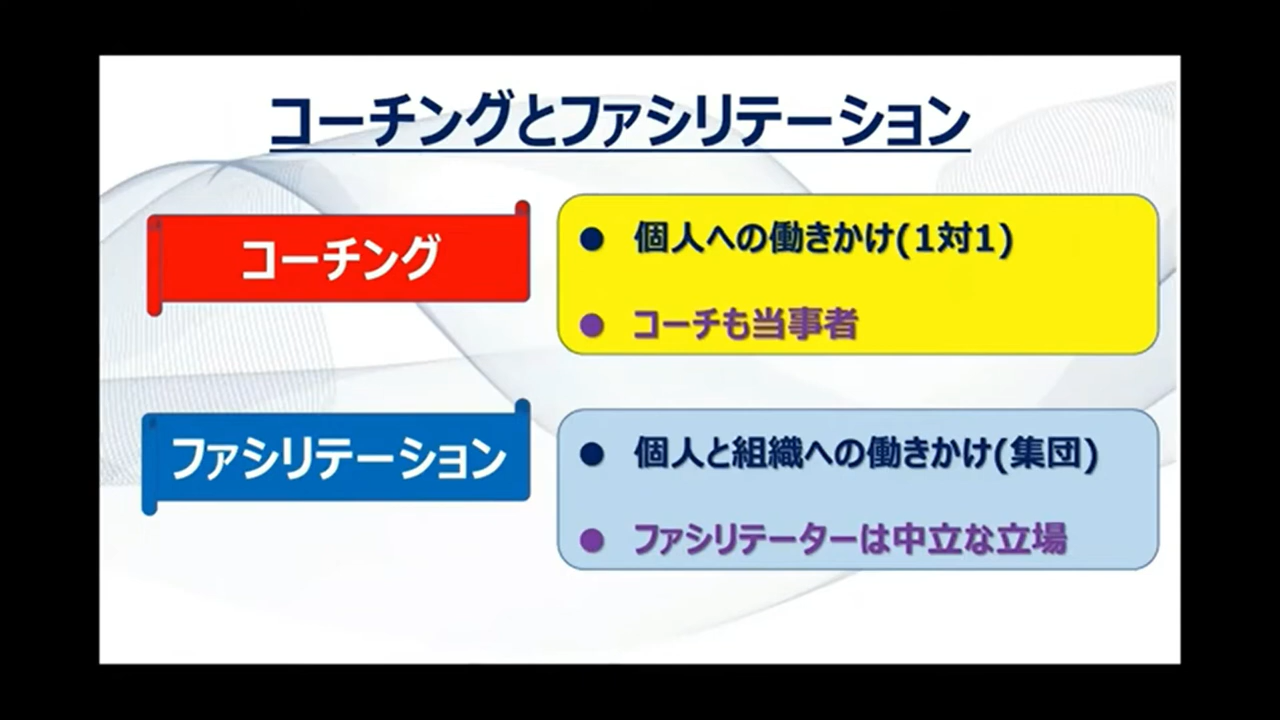 コーチングとファシリテーション
コーチング
● 個人への働きかけ(1対1)
● コーチも当事者
ファシリテーション
● 個人と組織への働きかけ(集団)
● ファシリテーターは中立な立場